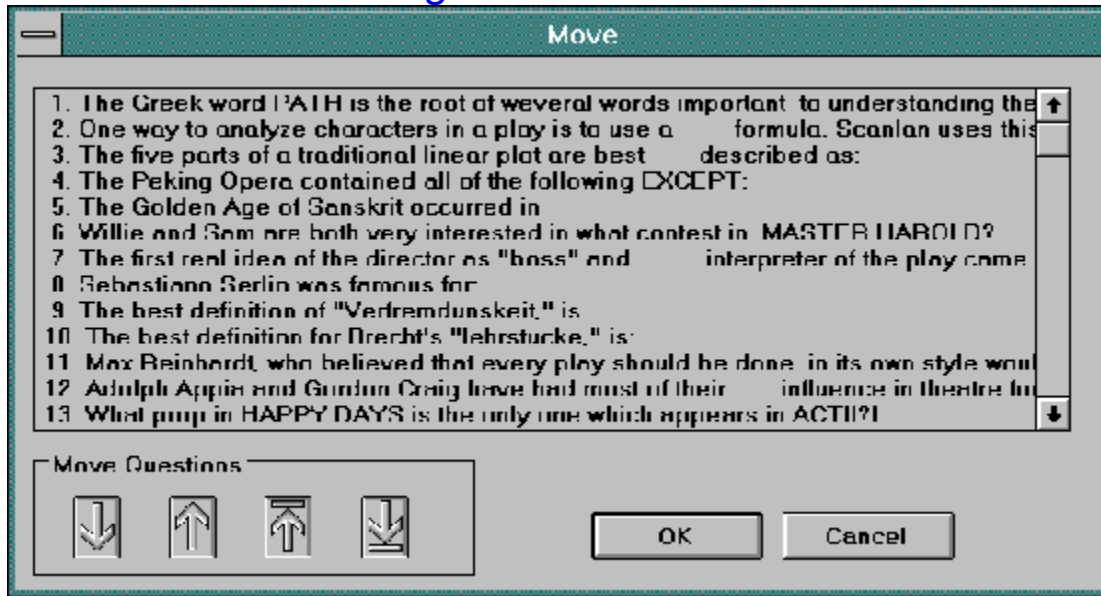 Move
1. The Greek word PATH is the root of weveral words important to understanding the
2. One way to analyze characters in a play is to use a formula. Scanlan uses this
3. The five parts of a traditional linear plot are best described as:
4. The Peking Opera contained all of the following EXCEPT:
5. The Golden Age of Sanskrit occurred in
6. Willie and Sam are both very interested in what contest in MASTER HAROLD?
7. The first real idea of the director as "boss" and interpreter of the play came
8. Sebastiano Serlio was famous for:
9. The best definition of "Verfremdunskeit," is
10. The best definition for Brecht's "lehrstucke," is:
11. Max Reinhardt, who believed that every play should be done in its own style woul
12. Adolph Appia and Gordon Craig have had most of their influence in theatre
13. What prop in HAPPY DAYS is the only one which appears in
Move Questions
OK Cancel